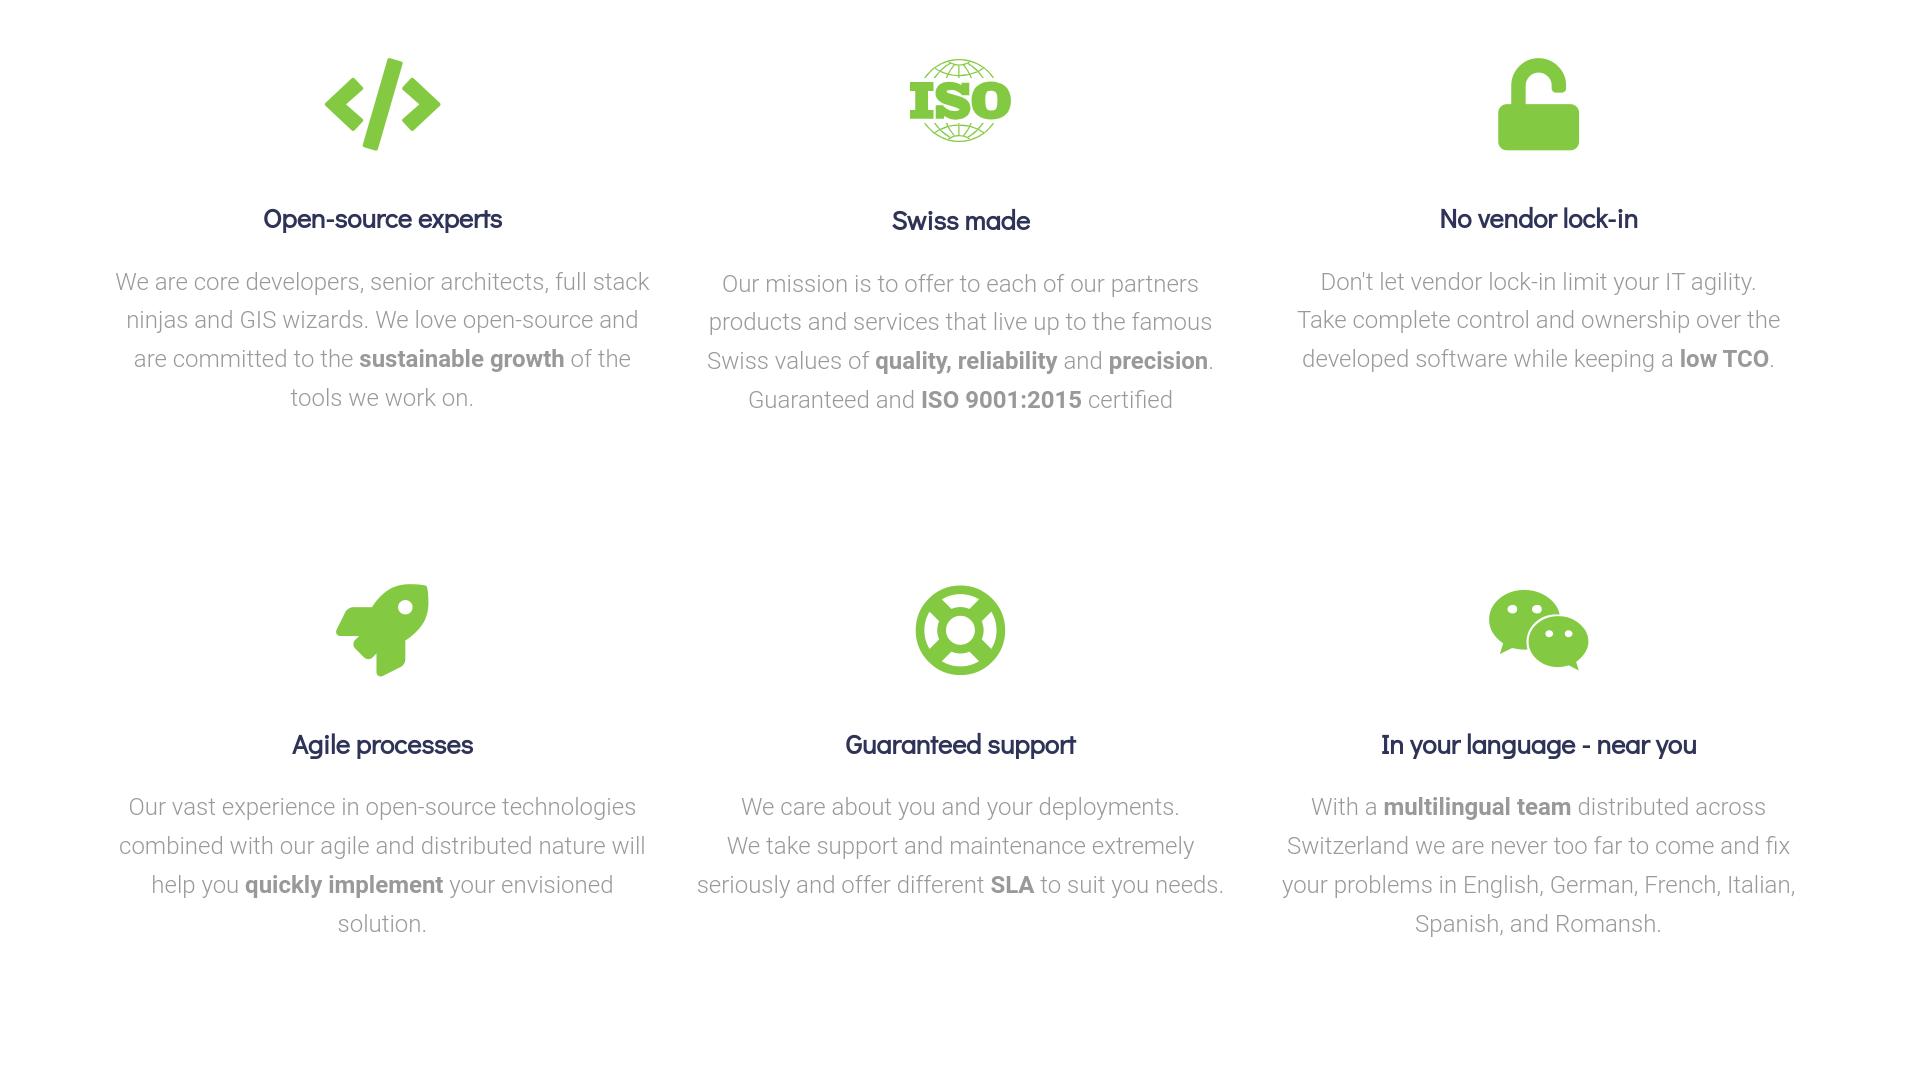 ISO
Open-source experts
We are core developers, senior architects, full stack
ninjas and GIS wizards. We love open-source and
are committed to the sustainable growth of the
tools we work on.
Swiss made
Our mission is to offer to each of our partners
products and services that live up to the famous
Swiss values of quality, reliability and precision.
Guaranteed and ISO 9001:2015 certified
No vendor lock-in
Don't let vendor lock-in limit your IT agility.
Take complete control and ownership over the
developed software while keeping a low TCO.
Agile processes
Our vast experience in open-source technologies
combined with our agile and distributed nature will
help you quickly implement your envisioned
solution.
Guaranteed support
We care about you and your deployments.
We take support and maintenance extremely
seriously and offer different SLA to suit you needs.
In your language - near you
With a multilingual team distributed across
Switzerland we are never too far to come and fix
your problems in English, German, French, Italian,
Spanish, and Romansh.